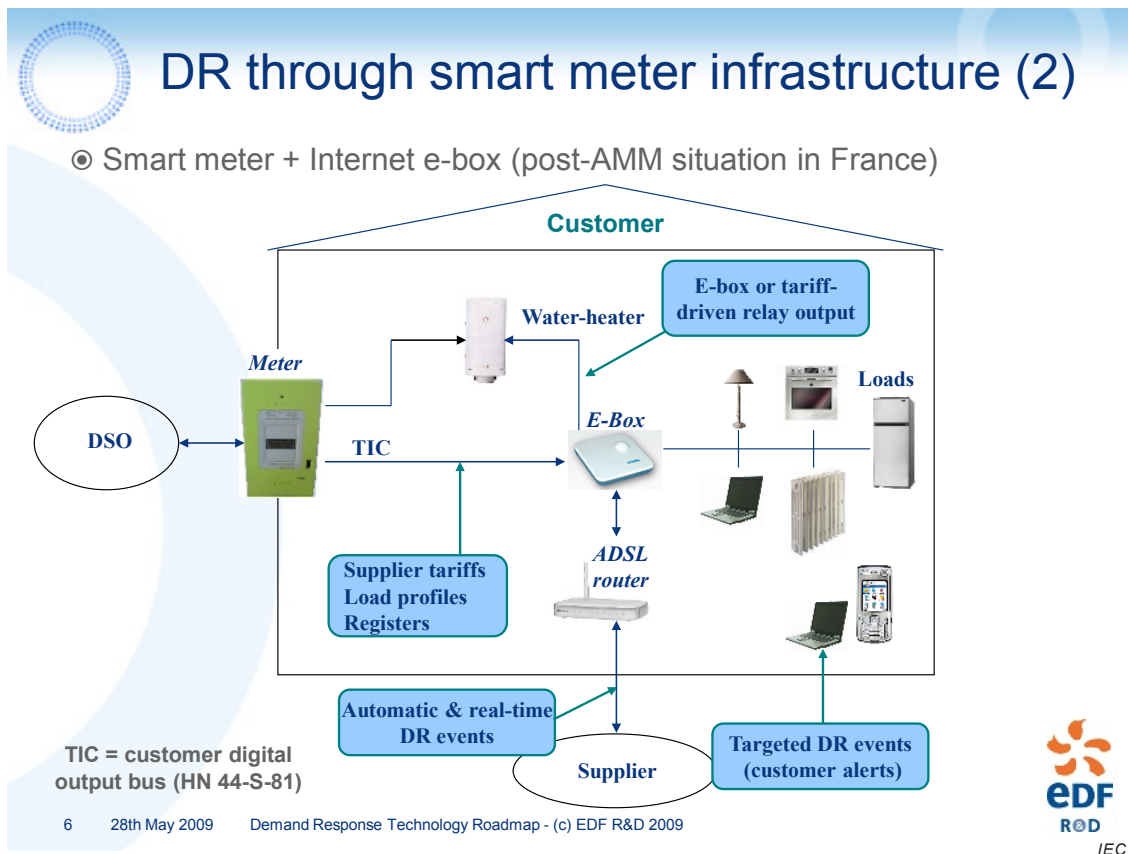 DR through smart meter infrastructure (2)
Smart meter + Internet e-box (post-AMM situation in France)
Customer
E-box or tariff-
driven relay output
Water-heater
Meter
Loads
DSO
E-Box
TIC
ADSL
router
Supplier tariffs
Load profiles
Registers
Automatic & real-time
DR events
Targeted DR events
(customer alerts)
Supplier
TIC = customer digital
output bus (HN 44-S-81)
6 28th May 2009 Demand Response Technology Roadmap - (c) EDF R&D 2009
eDF
R&D
IEC